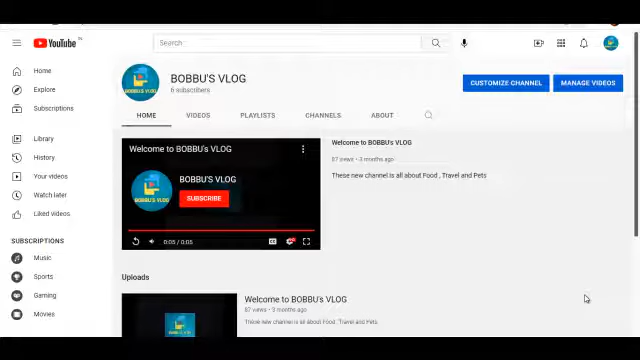 YouTube
Search
BOBBU'S VLOG
6 subscribers
CUSTOMIZE CHANNEL
MANAGE VIDEOS
HOME
VIDEOS
PLAYLISTS
CHANNELS
ABOUT
Home
Explore
Subscriptions
Library
History
Your videos
Watch later
Liked videos
SUBSCRIPTIONS
Music
Sports
Gaming
Movies
Welcome to BOBBU'S VLOG
BOBBU'S VLOG
SUBSCRIBE
0:05 / 0:05
Welcome to BOBBU's VLOG
87 views • 3 months ago
These new channel is all about Food , Travel and Pets
Uploads
Welcome to BOBBU's VLOG
87 views • 3 months ago
These new channel is all about Food ,Travel and Pets